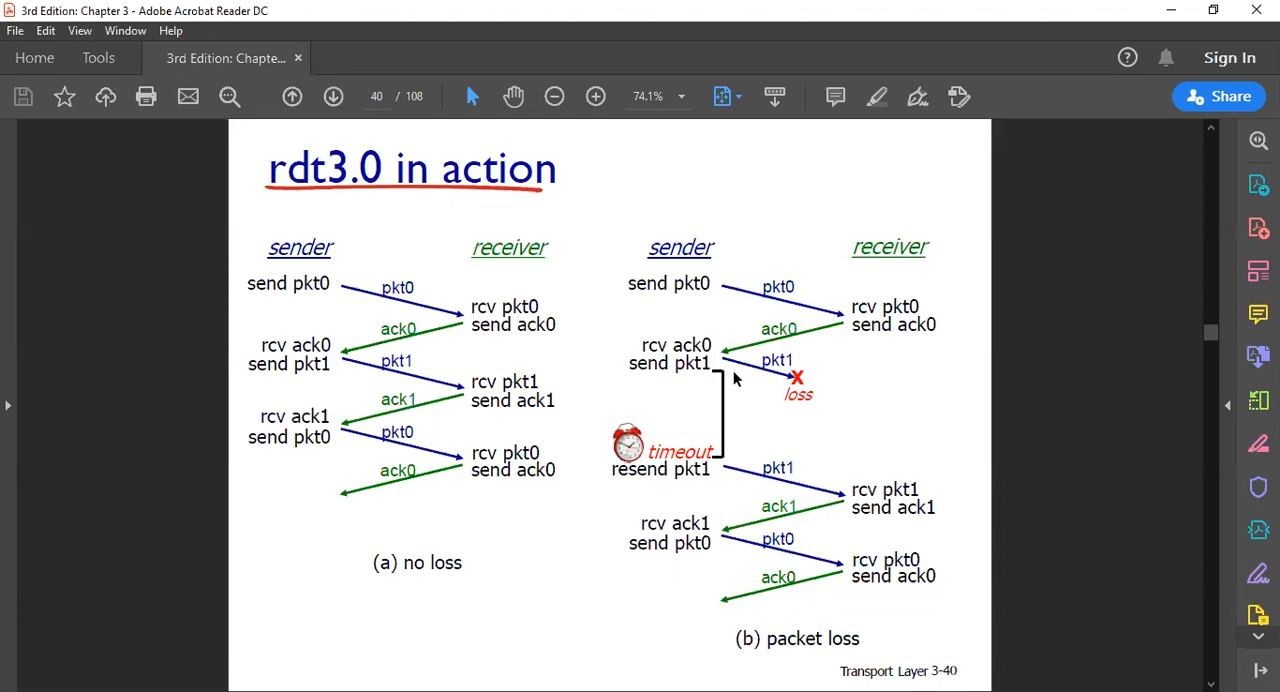 3rd Edition: Chapter 3 - Adobe Acrobat Reader DC
File Edit View Window Help
Home Tools 3rd Edition: Chapte... × Sign In
40 / 108 74.1% Share
rdt3.0 in action
sender receiver sender receiver
send pkt0 pkt0 send pkt0 pkt0
rcv pkt0 rcv pkt0
ack0 send ack0 ack0 send ack0
rcv ack0 rcv ack0
send pkt1 pkt1 send pkt1 pkt1
rcv pkt1 X
ack1 send ack1 loss
rcv ack1
send pkt0 pkt0
rcv pkt0 timeout
ack0 send ack0 resend pkt1 pkt1
rcv pkt1
ack1 send ack1
rcv ack1
send pkt0 pkt0
(a) no loss rcv pkt0
ack0 send ack0
(b) packet loss
Transport Layer 3-40